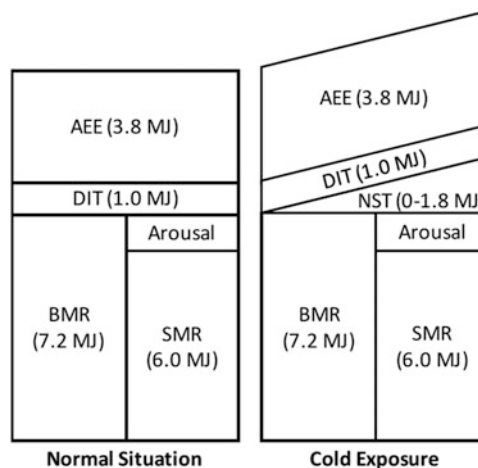 AEE (3.8 MJ)
DIT (1.0 MJ)
Arousal
BMR
(7.2 MJ)
SMR
(6.0 MJ)
Normal Situation
AEE (3.8 MJ)
DIT (1.0 MJ)
NST (0-1.8 MJ
Arousal
BMR
(7.2 MJ)
SMR
(6.0 MJ)
Cold Exposure